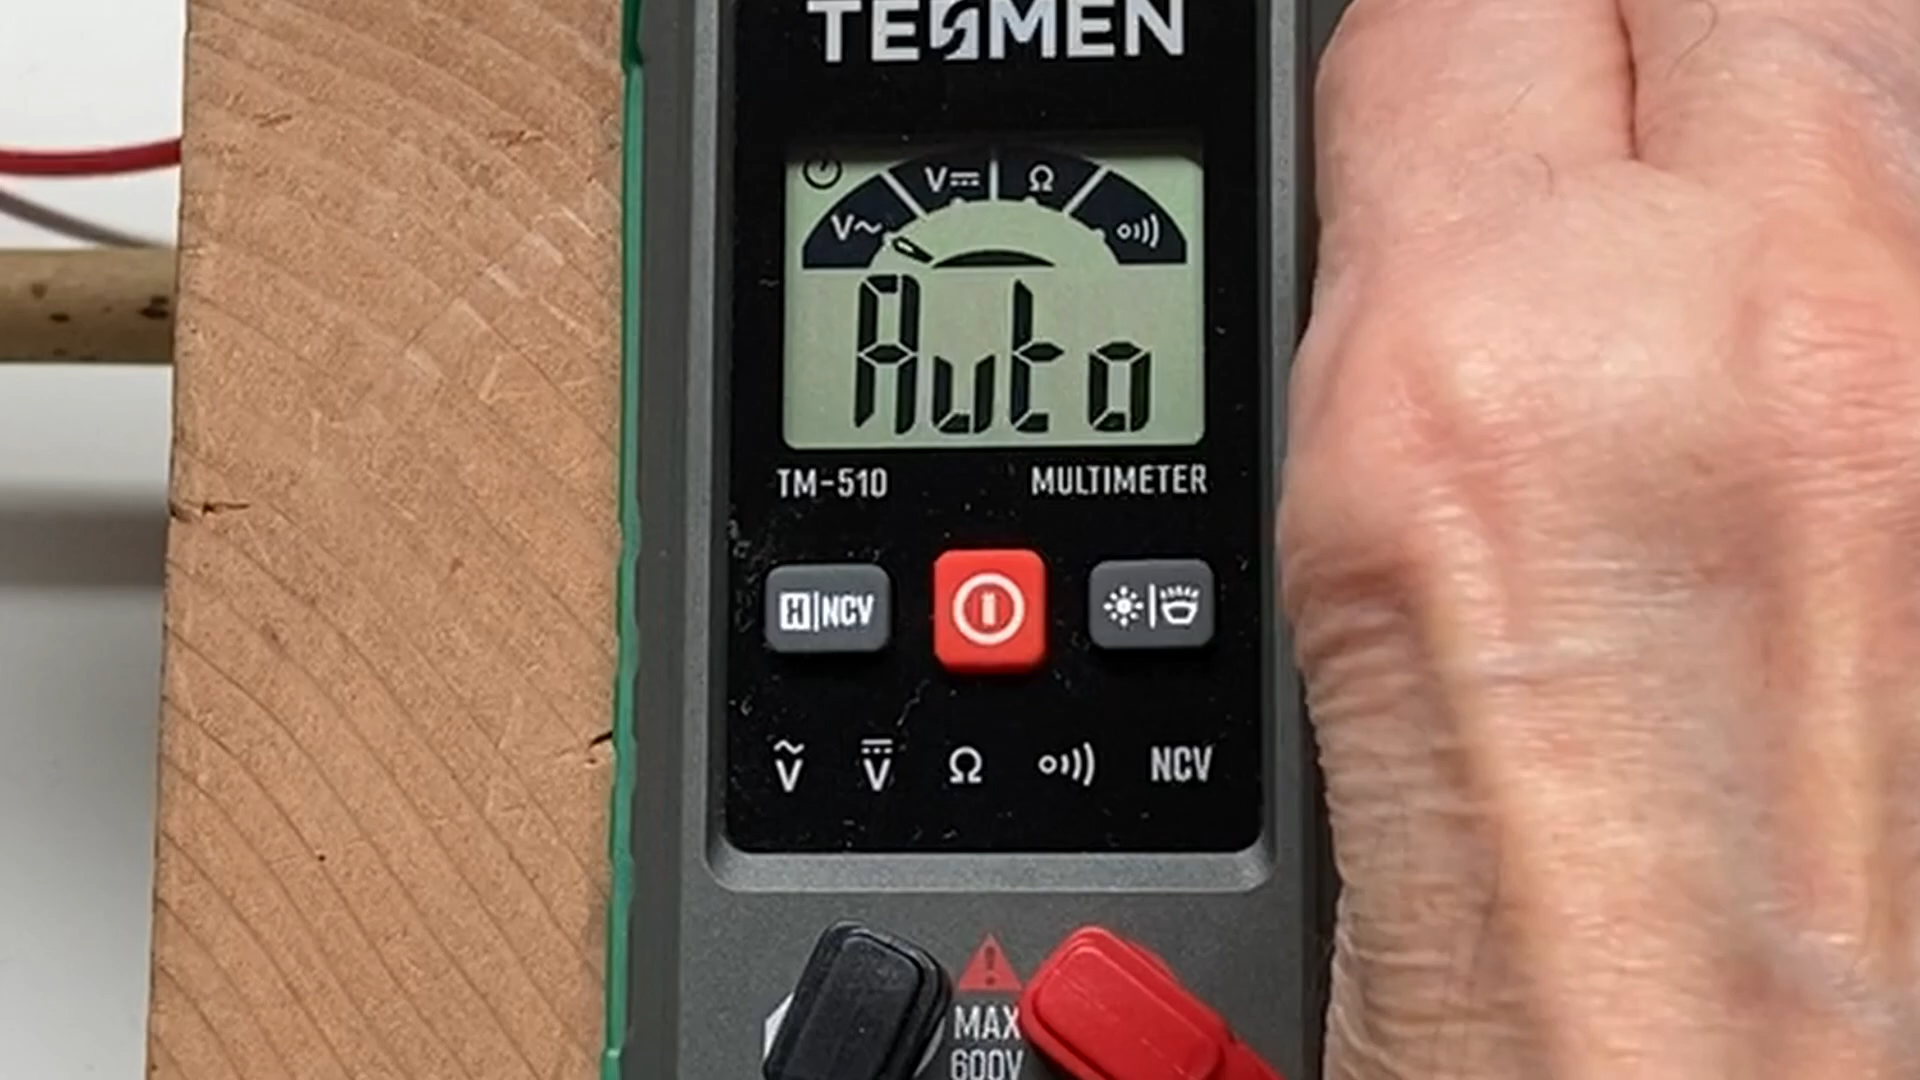 TESMEN
V~ V⎓ Ω
Auto
TM-510 MULTIMETER
H|NCV
V V Ω NCV
MAX
600V